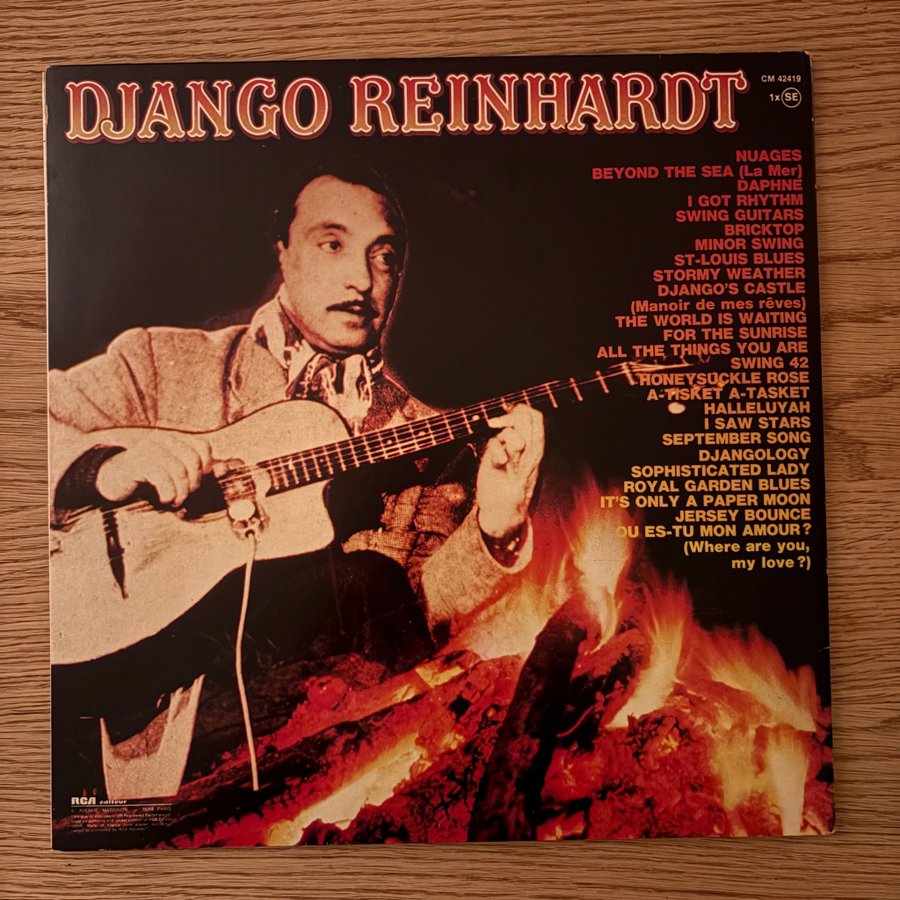 DJANGO REINHARDT
CM 42419
1x SE
NUAGES
BEYOND THE SEA (La Mer)
DAPHNE
I GOT RHYTHM
SWING GUITARS
BRICKTOP
MINOR SWING
ST-LOUIS BLUES
STORMY WEATHER
DJANGO'S CASTLE
(Manoir de mes rêves)
THE WORLD IS WAITING
FOR THE SUNRISE
ALL THE THINGS YOU ARE
SWING 42
HONEYSUCKLE ROSE
A-TISKET A-TASKET
HALLELUYAH
I SAW STARS
SEPTEMBER SONG
DJANGOLOGY
SOPHISTICATED LADY
ROYAL GARDEN BLUES
IT'S ONLY A PAPER MOON
JERSEY BOUNCE
OU ES-TU MON AMOUR ?
(Where are you,
my love ?)
RCA editeur
AVENUE PARIS